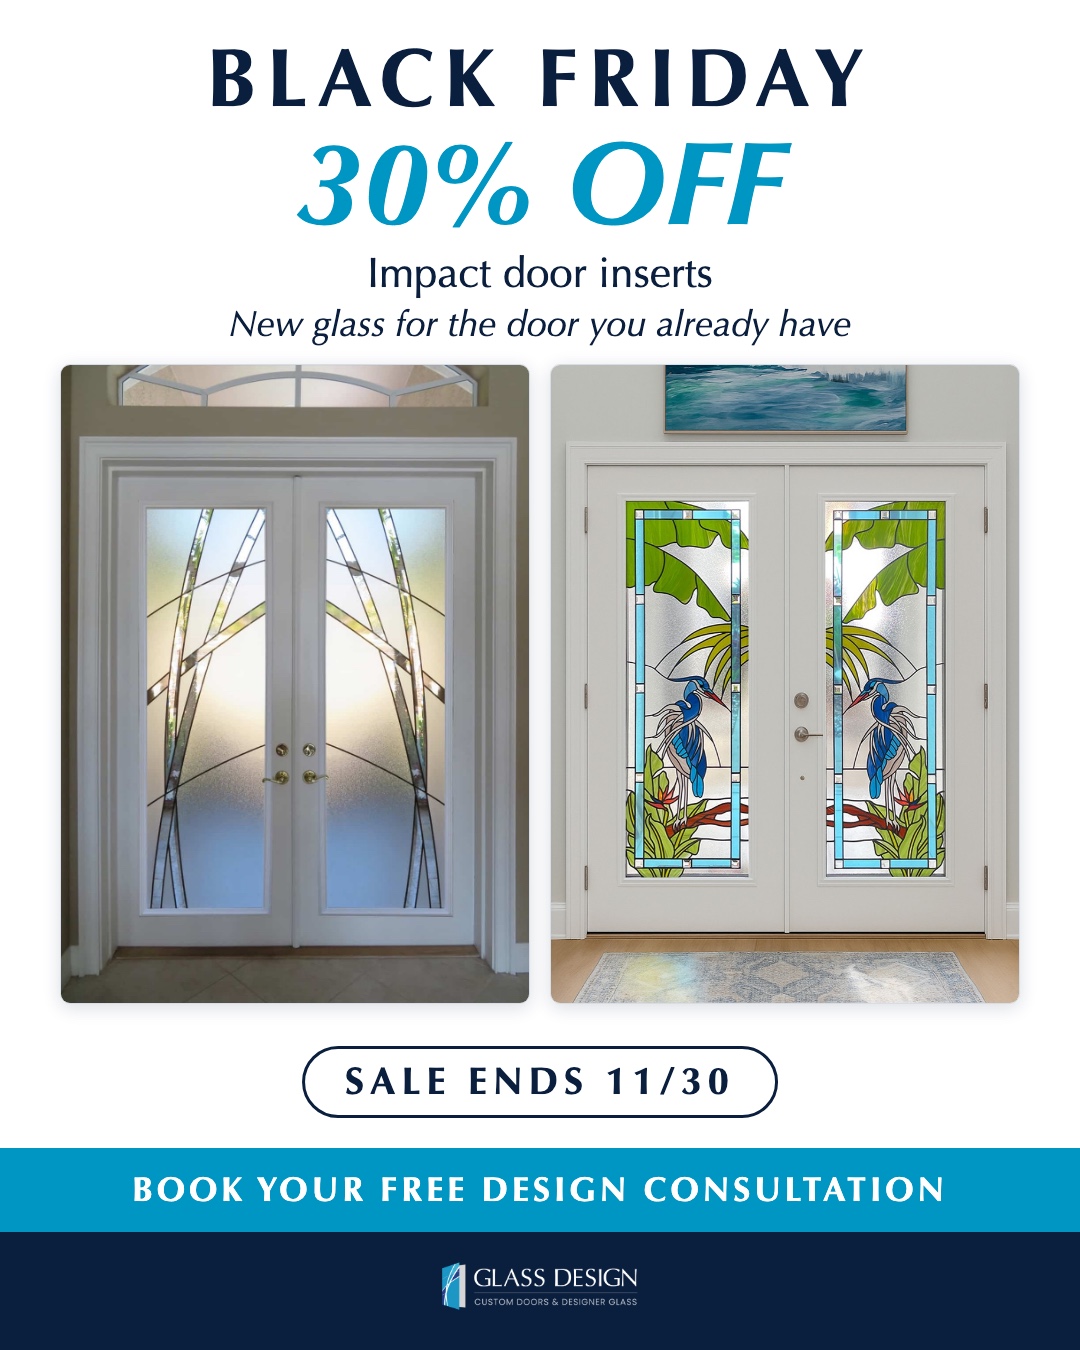 BLACK FRIDAY
30% OFF
Impact door inserts
New glass for the door you already have
SALE ENDS 11/30
BOOK YOUR FREE DESIGN CONSULTATION
GLASS DESIGN
CUSTOM DOORS & DESIGNER GLASS